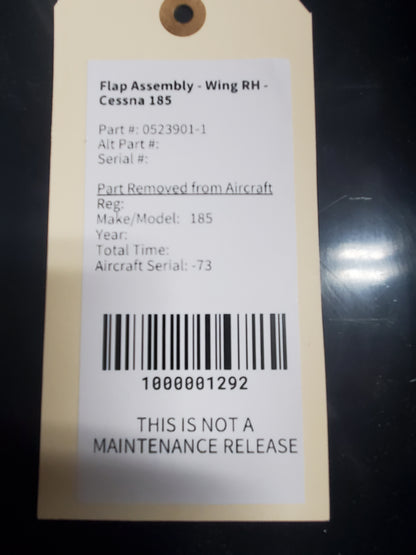 Flap Assembly - Wing RH -
Cessna 185
Part #: 0523901-1
Alt Part #:
Serial #:
Part Removed from Aircraft
Reg:
Make/Model: 185
Year:
Total Time:
Aircraft Serial: -73
1000001292
THIS IS NOT A
MAINTENANCE RELEASE